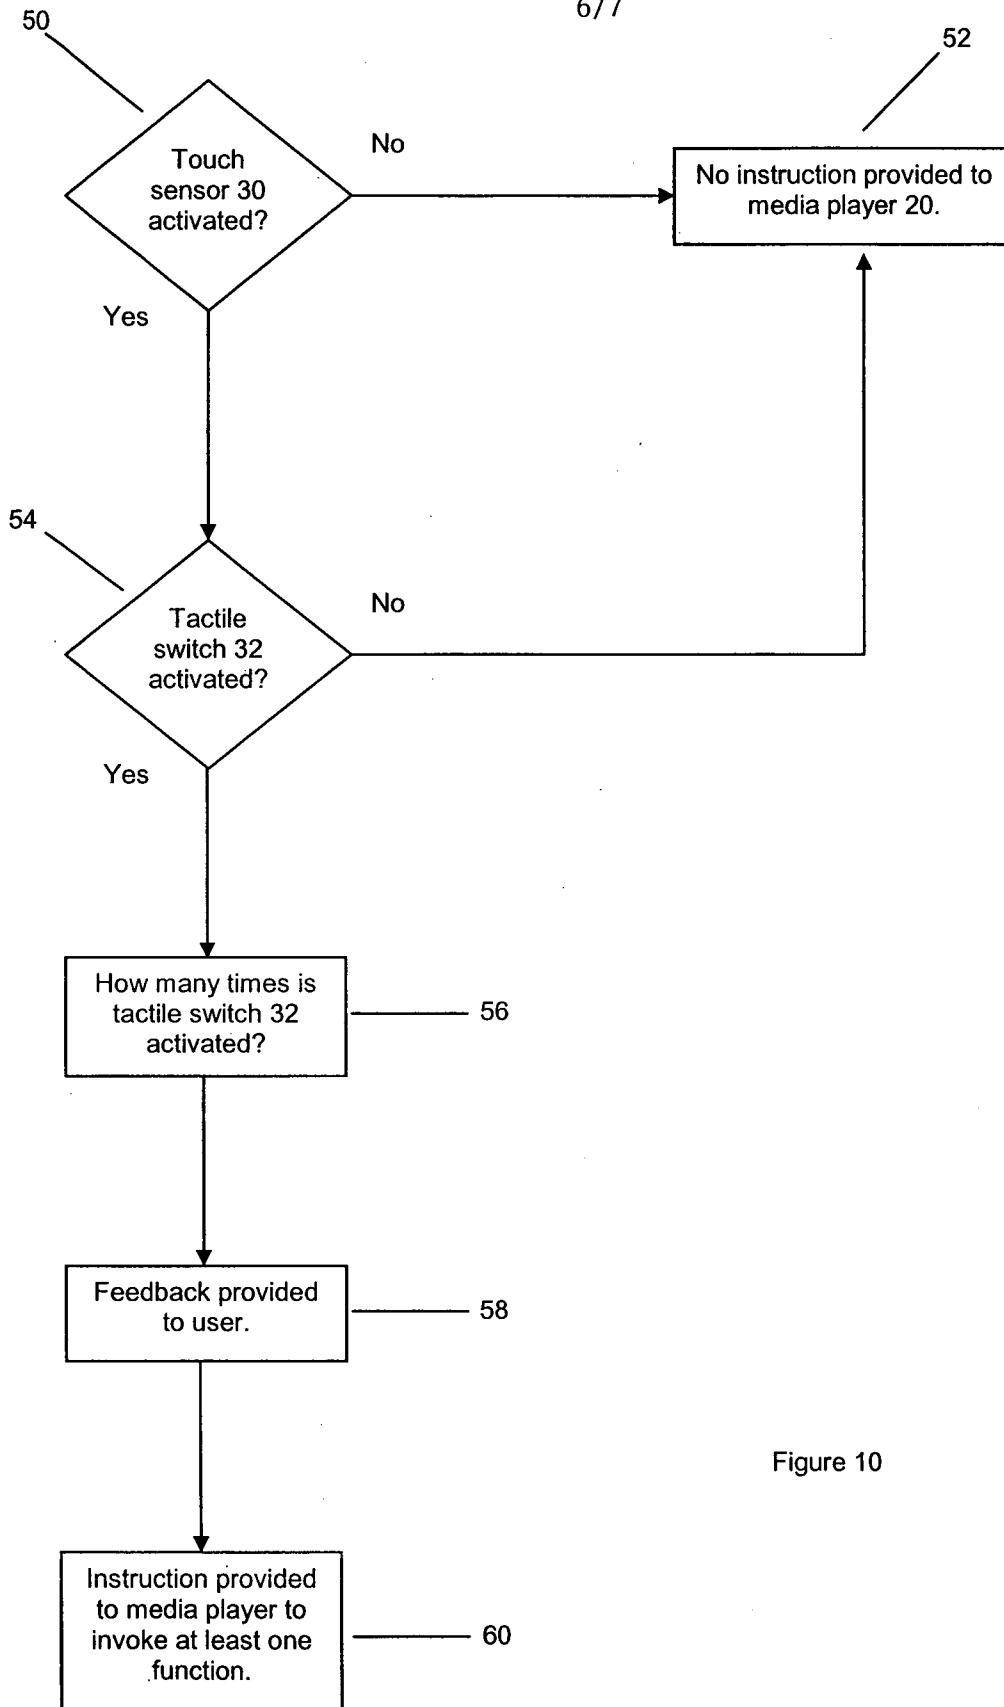 6/7
50
52
Touch
sensor 30
activated?
No
No instruction provided to
media player 20.
Yes
54
Tactile
switch 32
activated?
No
Yes
How many times is
tactile switch 32
activated?
56
Feedback provided
to user.
58
Figure 10
Instruction provided
to media player to
invoke at least one
function.
60